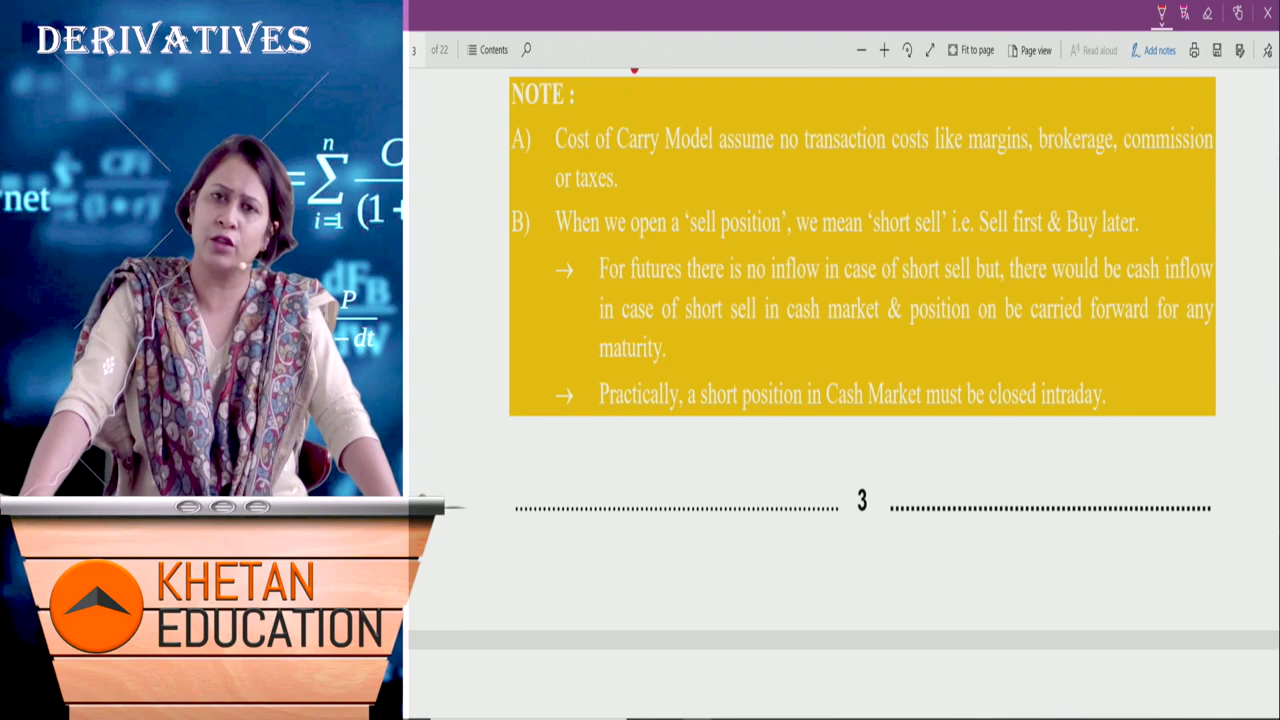 DERIVATIVES
3 of 22 Contents Fit to page Page view Read aloud Add notes
NOTE :
A) Cost of Carry Model assume no transaction costs like margins, brokerage, commission
or taxes.
B) When we open a ‘sell position’, we mean ‘short sell’ i.e. Sell first & Buy later.
→ For futures there is no inflow in case of short sell but, there would be cash inflow
in case of short sell in cash market & position on be carried forward for any
maturity.
→ Practically, a short position in Cash Market must be closed intraday.
3
net
n
= ∑ C
i=1 (1+
P
-dt
KHETAN
EDUCATION